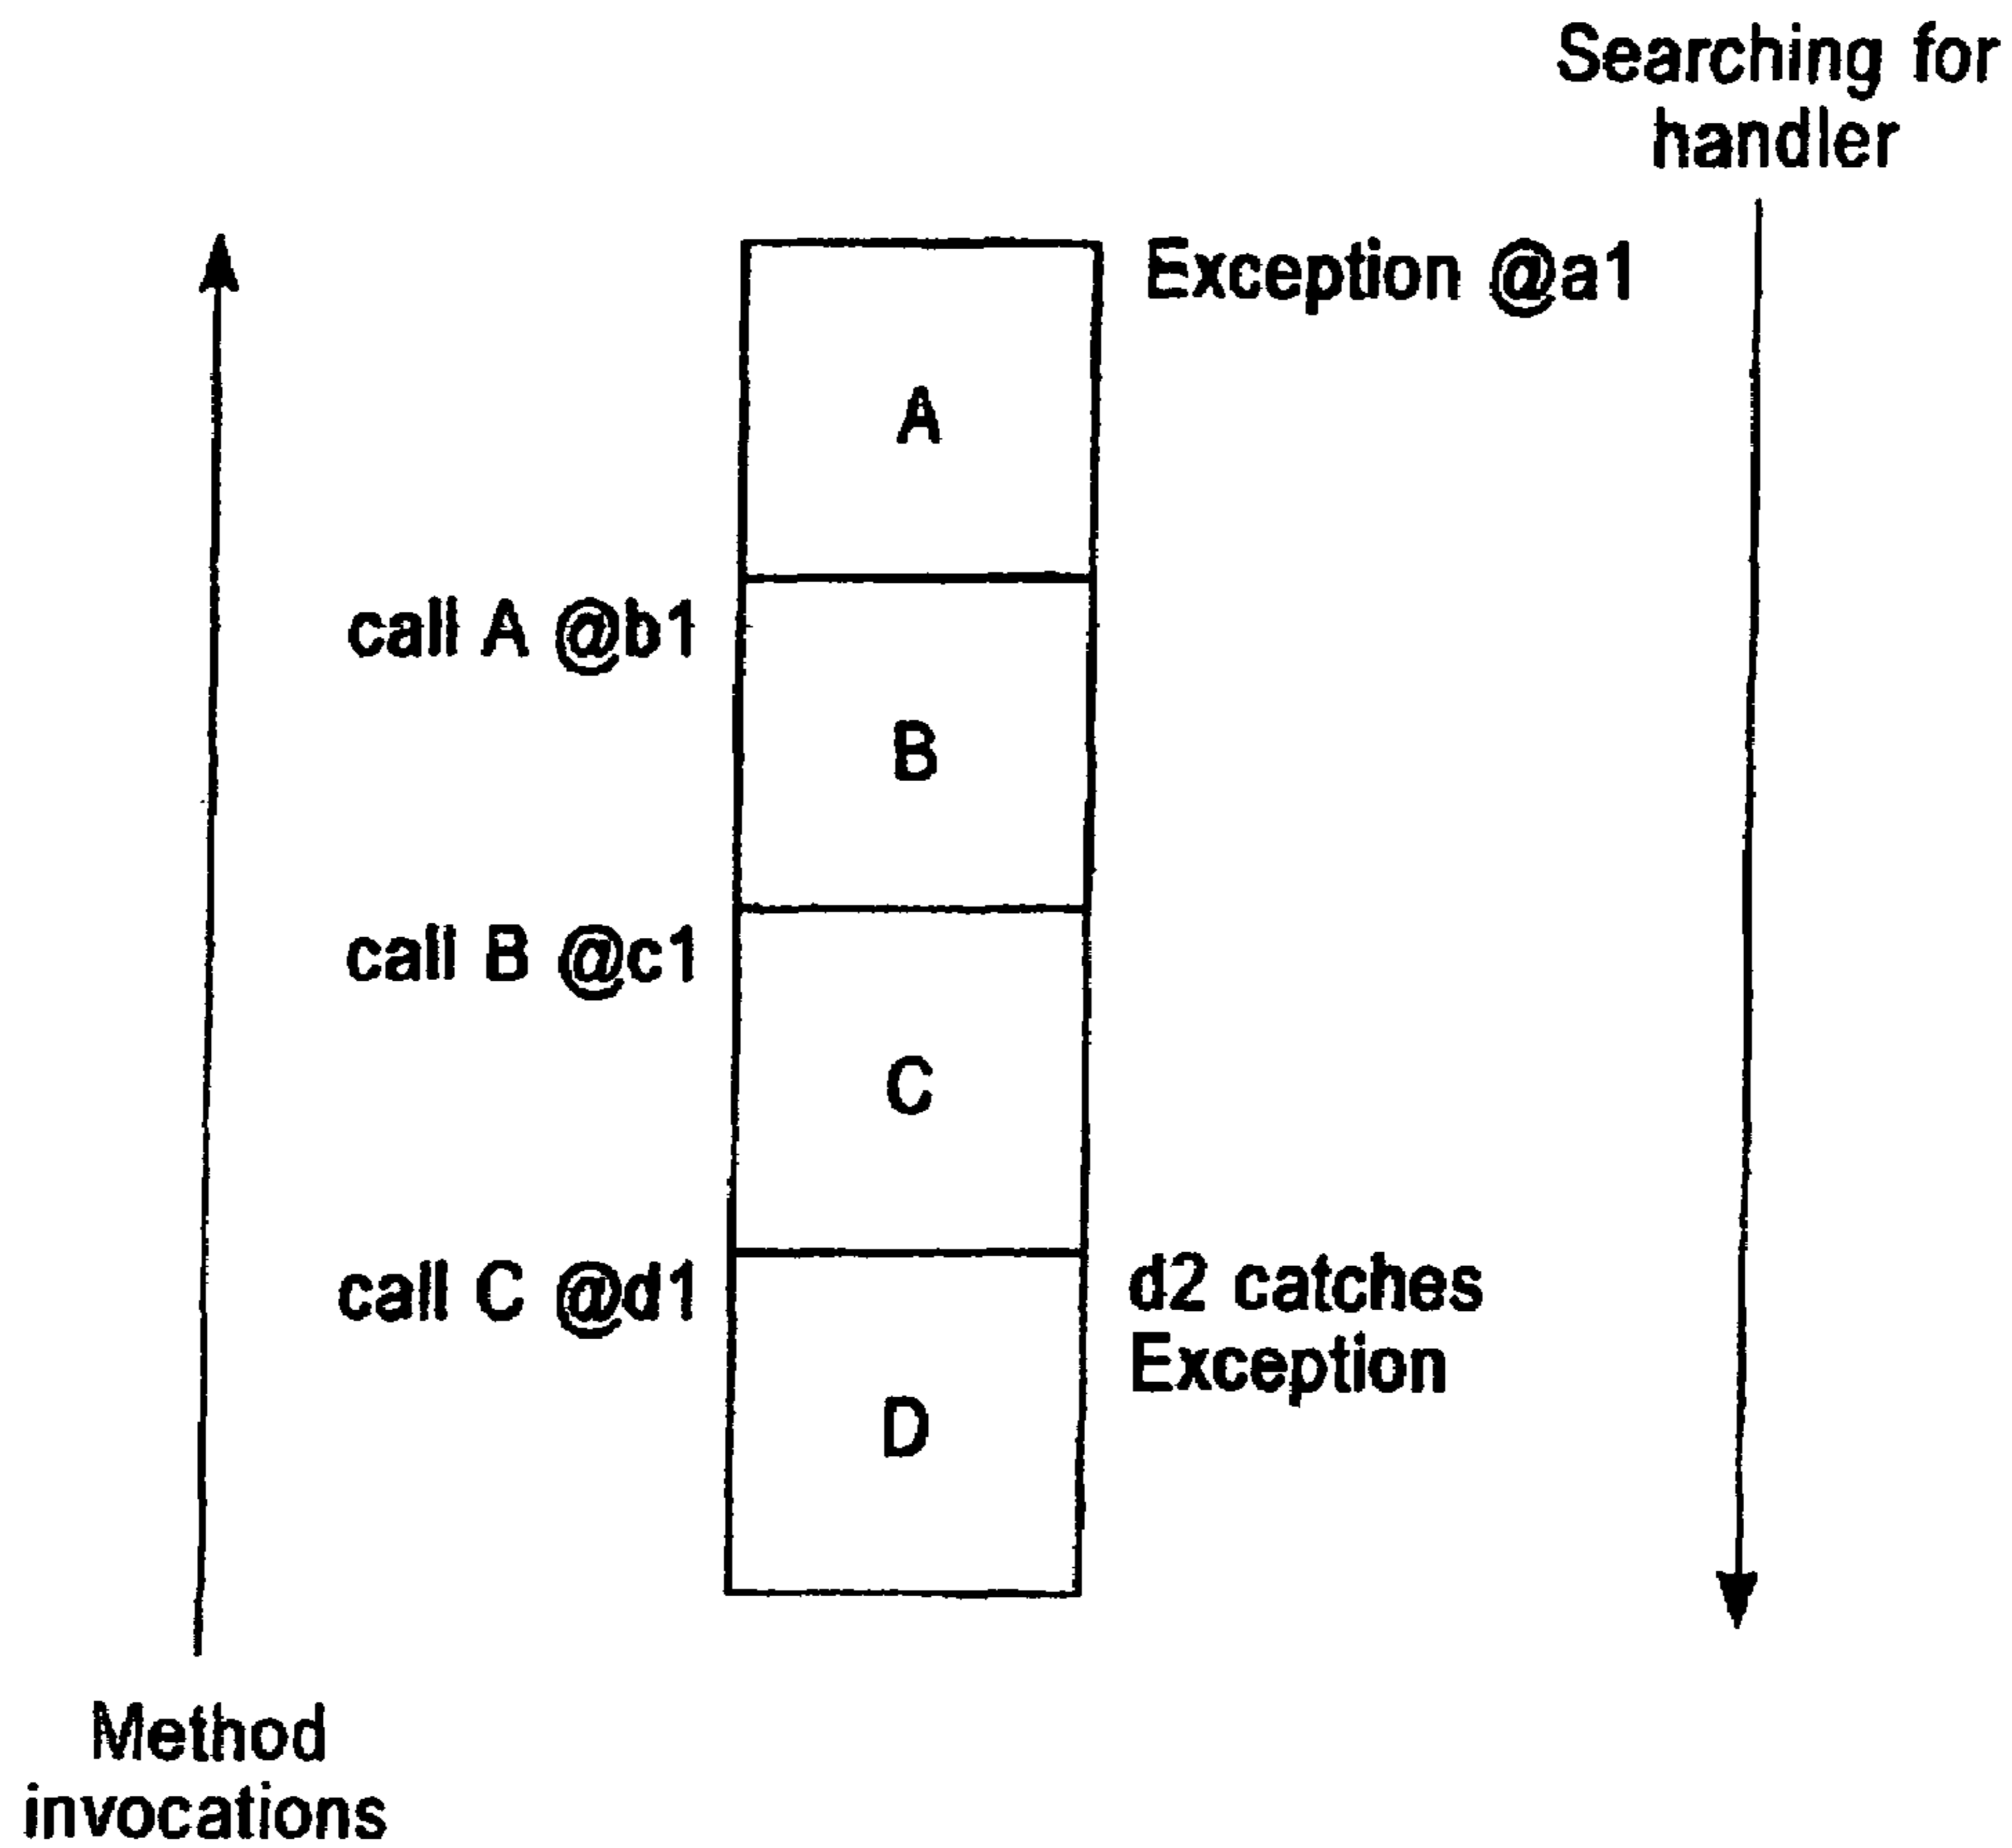 Searching for
handler
Exception @a1
A
call A @b1
B
call B @c1
C
call C @d1
d2 catches
Exception
D
Method
invocations